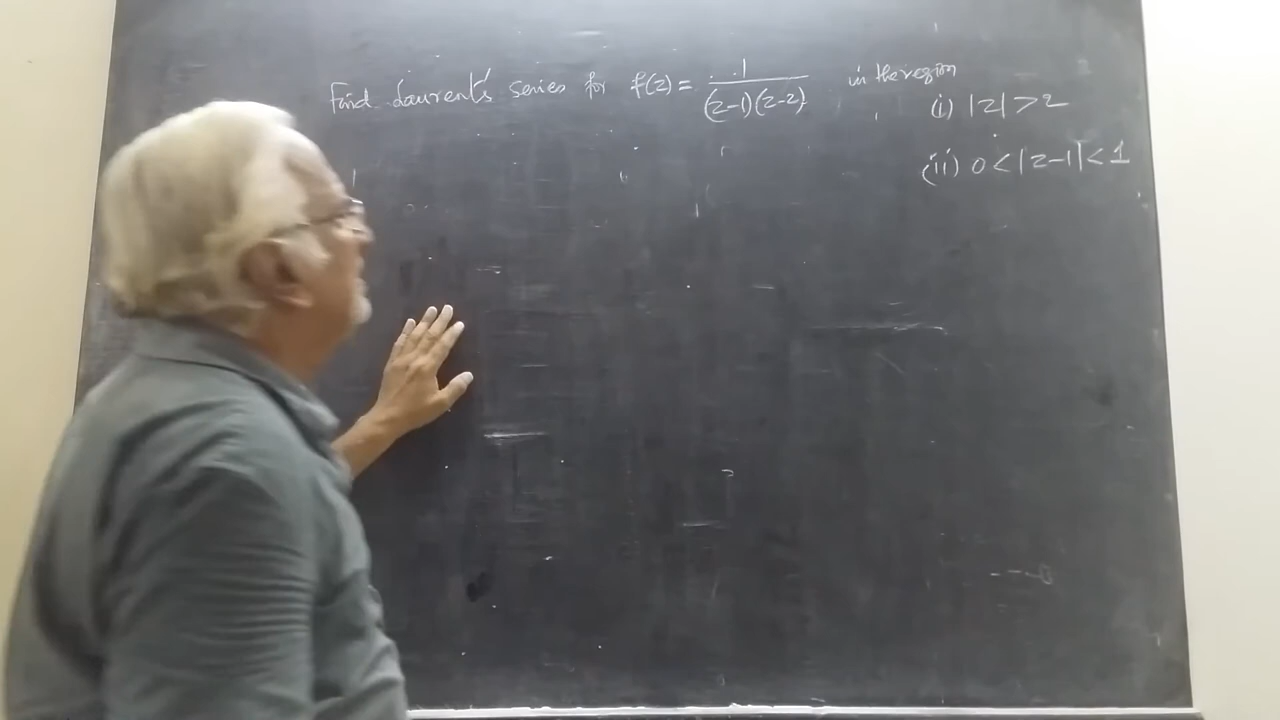 Find Laurent's series for f(z) = 1/((z-1)(z-2)) in the region
(i) |z| > 2
(ii) 0 < |z-1| < 1